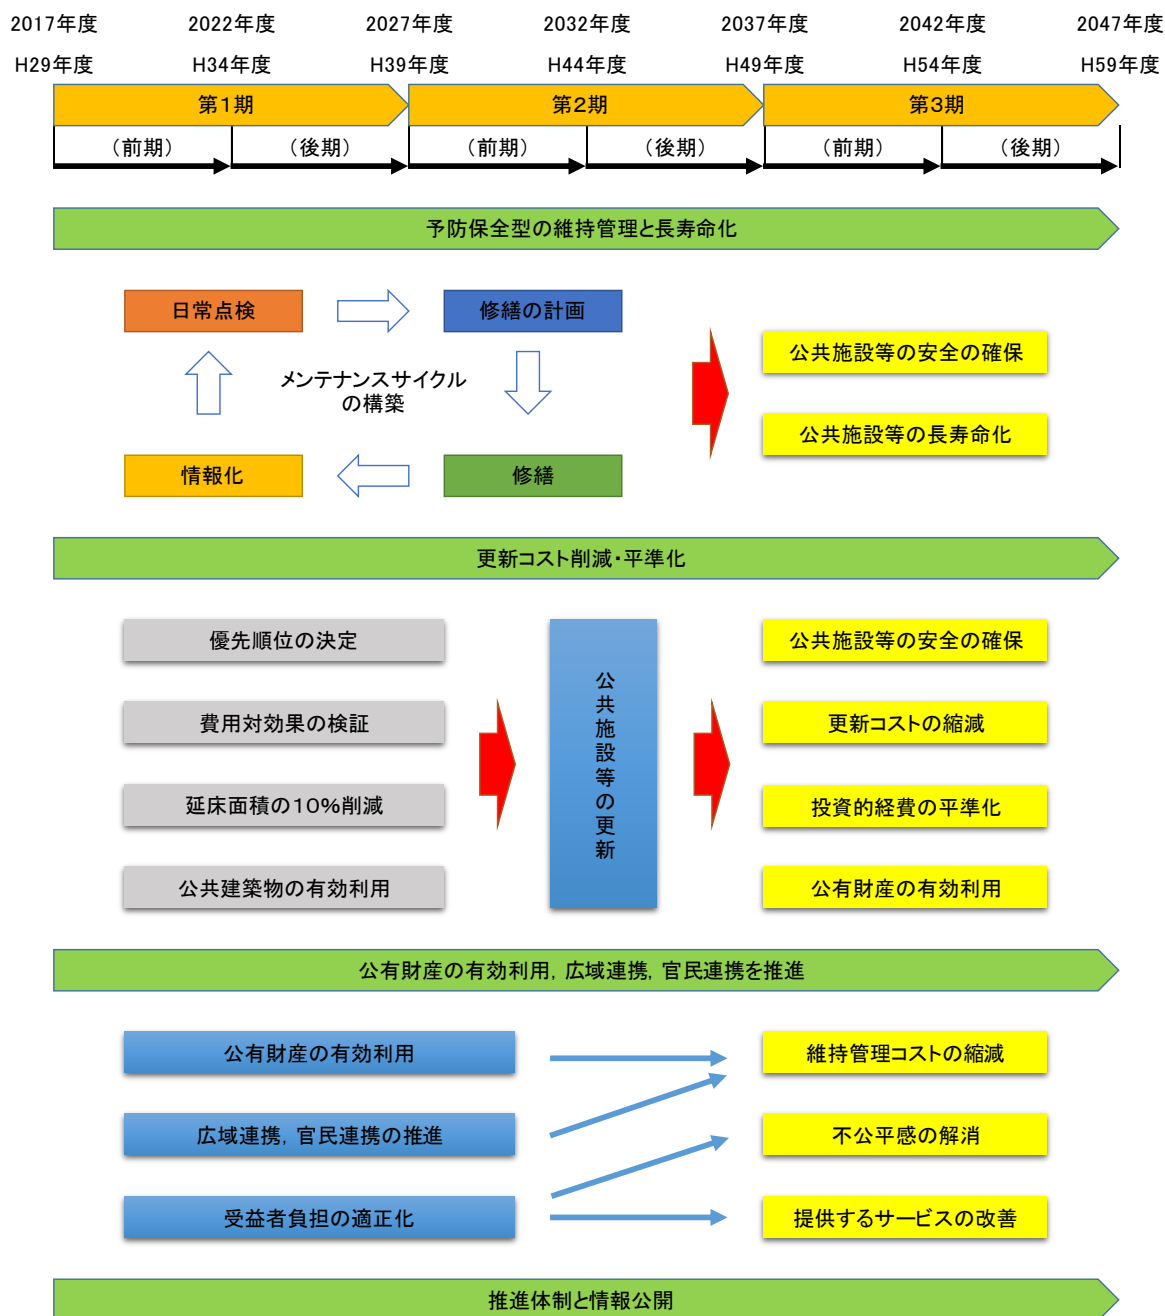 2017年度 2022年度 2027年度 2032年度 2037年度 2042年度 2047年度
H29年度 H34年度 H39年度 H44年度 H49年度 H54年度 H59年度
第1期 第2期 第3期
（前期） （後期） （前期） （後期） （前期） （後期）
予防保全型の維持管理と長寿命化
日常点検 修繕の計画
公共施設等の安全の確保
メンテナンスサイクル
の構築
公共施設等の長寿命化
情報化 修繕
更新コスト削減・平準化
優先順位の決定
費用対効果の検証
延床面積の10％削減
公共建築物の有効利用
公共施設等の更新
公共施設等の安全の確保
更新コストの縮減
投資的経費の平準化
公有財産の有効利用
公有財産の有効利用，広域連携，官民連携を推進
公有財産の有効利用 維持管理コストの縮減
広域連携，官民連携の推進 不公平感の解消
受益者負担の適正化 提供するサービスの改善
推進体制と情報公開